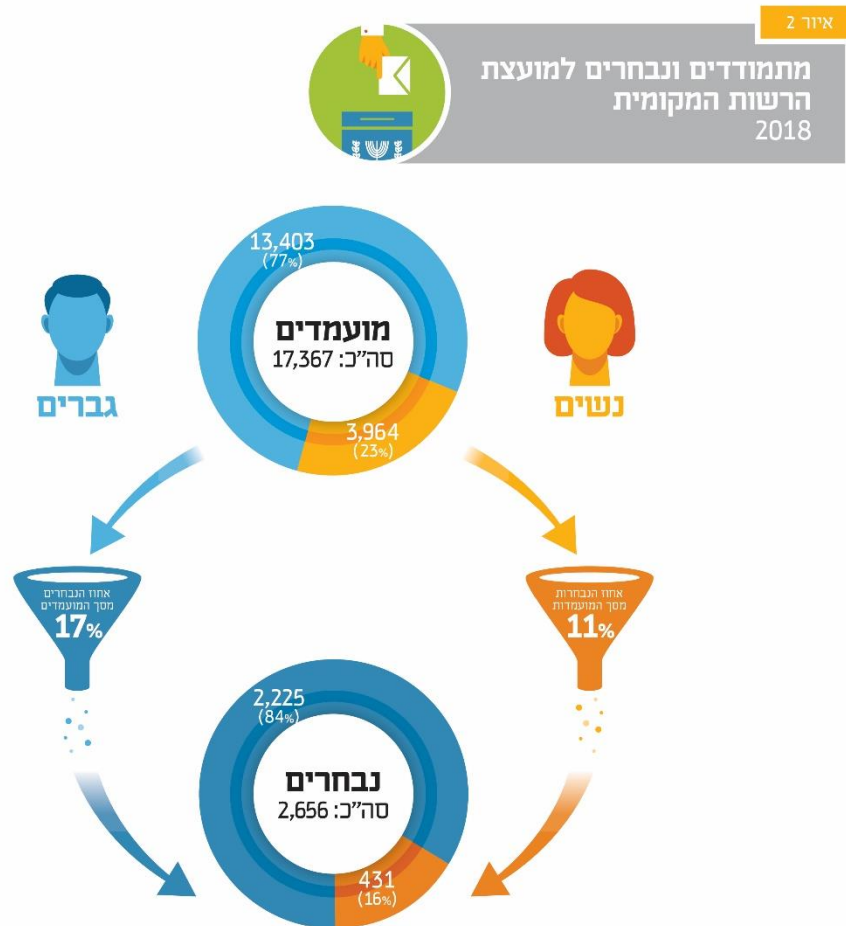 איור 2
מתמודדים ונבחרים למועצת
הרשות המקומית
2018
13,403
(77%)
מועמדים
סה"כ: 17,367
3,964
(23%)
גברים
נשים
אחוז הנבחרים
מסך המועמדים
17%
אחוז הנבחרות
מסך המועמדות
11%
2,225
(84%)
נבחרים
סה"כ: 2,656
431
(16%)